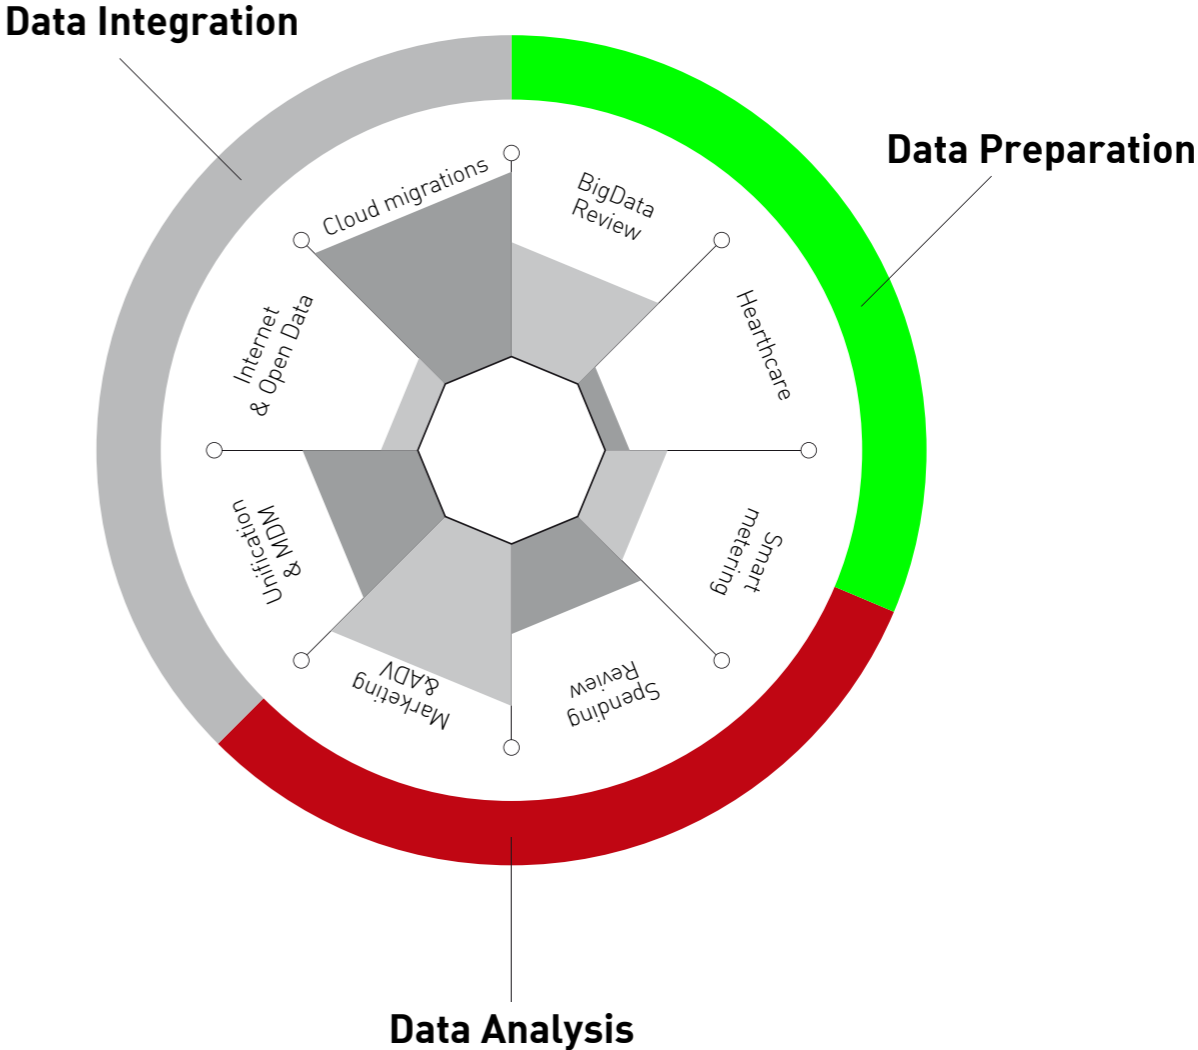 Data Integration
Data Preparation
Cloud migrations
BigData
Review
Hearthcare
Internet
& Open Data
Smart
metering
Unification
& MDM
Spending
Review
Marketing
&ADV
Data Analysis